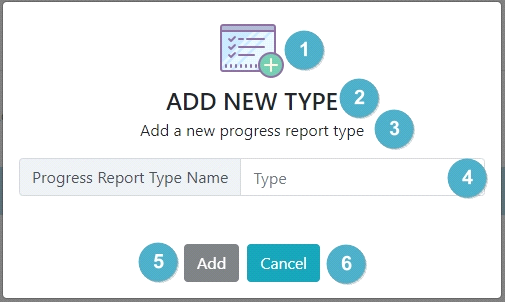 1
ADD NEW TYPE 2
Add a new progress report type 3
Progress Report Type Name Type 4
5 Add Cancel 6